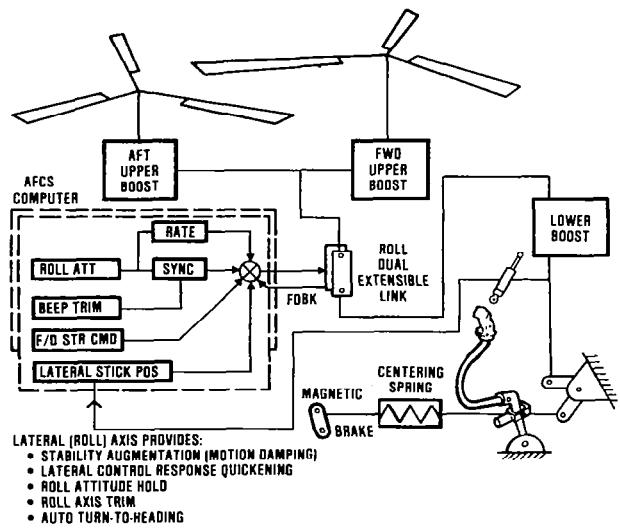 AFT
UPPER
BOOST
FWD
UPPER
BOOST
AFCS
COMPUTER
LOWER
BOOST
RATE
ROLL ATT
SYNC
ROLL
DUAL
EXTENSIBLE
LINK
FDBK
BEEP TRIM
F/D STR CMD
LATERAL STICK POS
CENTERING
SPRING
MAGNETIC
BRAKE
LATERAL (ROLL) AXIS PROVIDES:
• STABILITY AUGMENTATION (MOTION DAMPING)
• LATERAL CONTROL RESPONSE QUICKENING
• ROLL ATTITUDE HOLD
• ROLL AXIS TRIM
• AUTO TURN-TO-HEADING